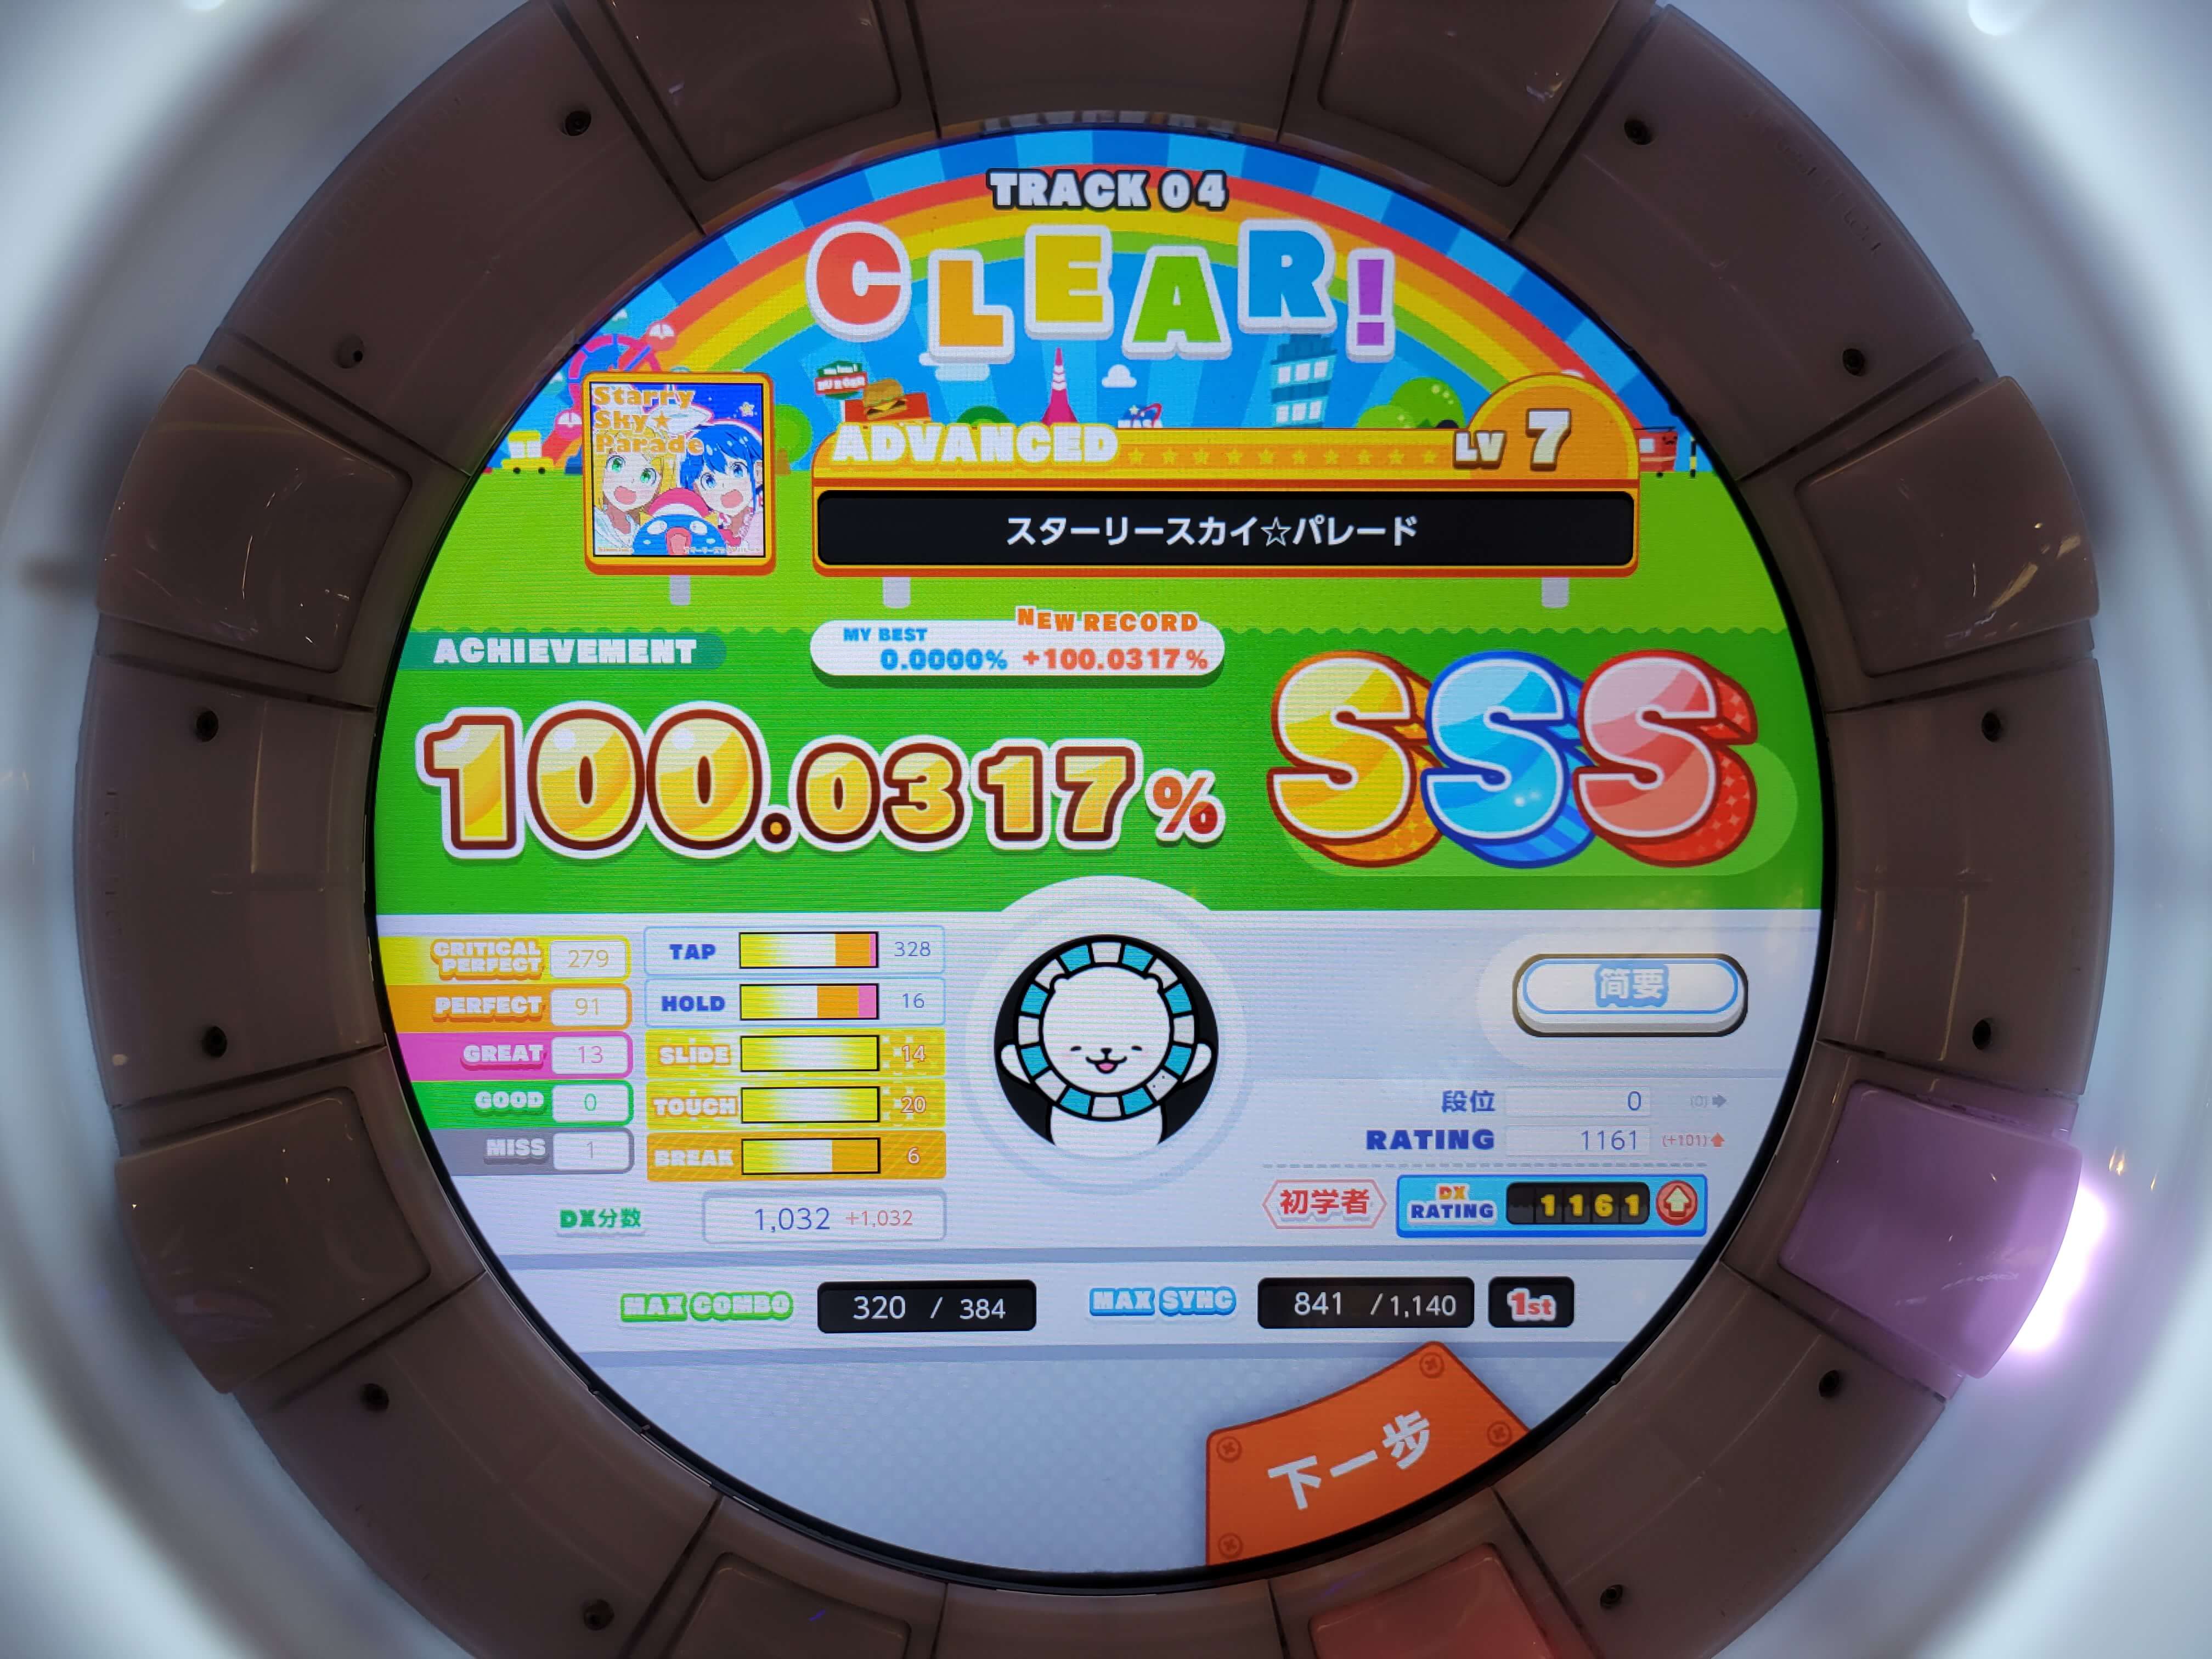 TRACK 04
CLEAR!
Starry
Sky★
Parade
ADVANCED
LV 7
スターリースカイ☆パレード
ACHIEVEMENT
MY BEST
NEW RECORD
0.0000% +100.0317%
100.0317%
SSS
CRITICAL
PERFECT 279
PERFECT 91
GREAT 13
GOOD 0
MISS 1
TAP 328
HOLD 16
SLIDE 14
TOUCH 20
BREAK 6
DX分数 1,032 +1,032
简要
段位 0 (0)
RATING 1161 (+101)
初学者
DX
RATING 1161
MAX COMBO 320 / 384
MAX SYNC 841 / 1,140 1st
下一步